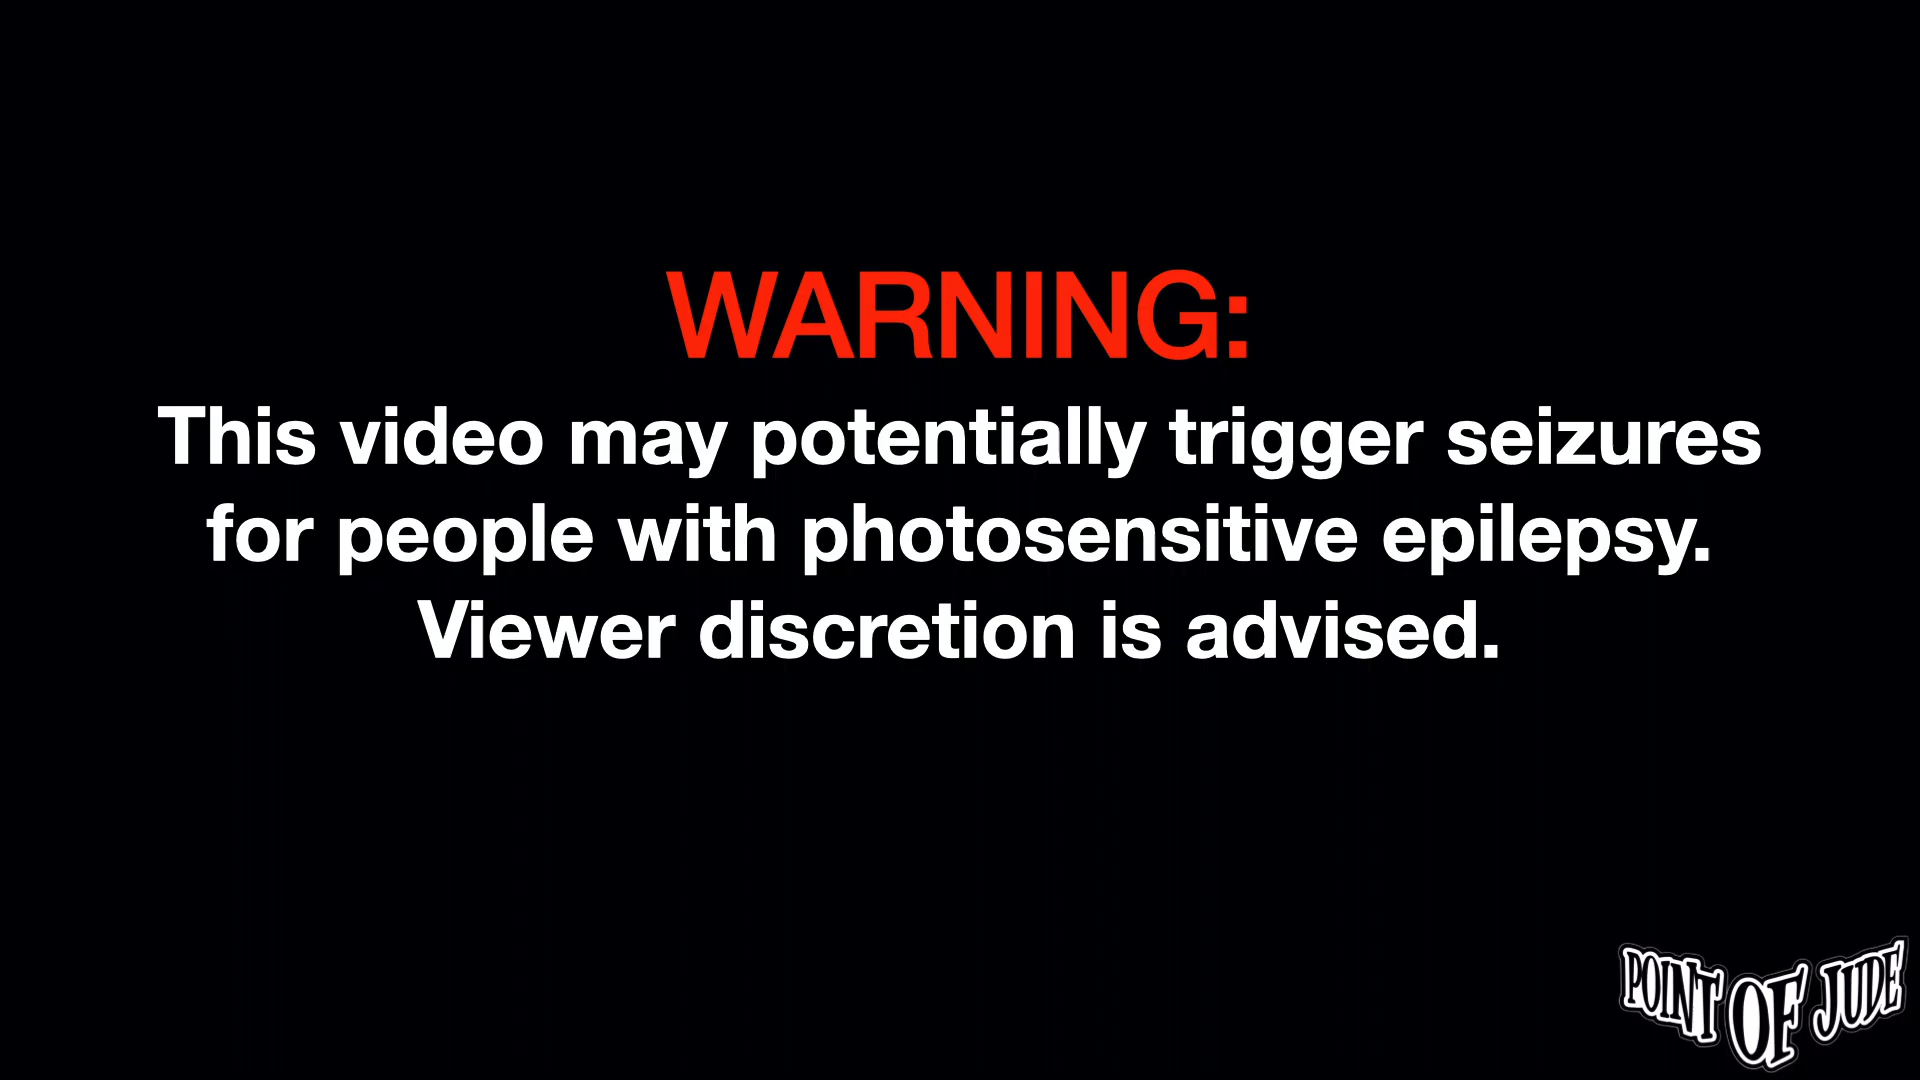 WARNING:
This video may potentially trigger seizures
for people with photosensitive epilepsy.
Viewer discretion is advised.
POINT OF JUDE